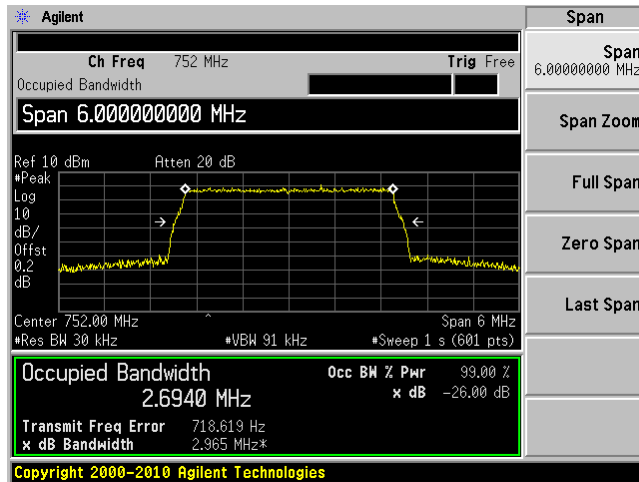 Agilent
Span
Ch Freq 752 MHz Trig Free
Occupied Bandwidth
Span 6.000000000 MHz
Ref 10 dBm Atten 20 dB
#Peak
Log
10
dB/
Offst
0.2
dB
Center 752.00 MHz Span 6 MHz
#Res BW 30 kHz #VBW 91 kHz #Sweep 1 s (601 pts)
Occupied Bandwidth Occ BW % Pwr 99.00 %
2.6940 MHz x dB -26.00 dB
Transmit Freq Error 718.619 Hz
x dB Bandwidth 2.965 MHz*
Copyright 2000-2010 Agilent Technologies
Span
6.00000000 MHz
Span Zoom
Full Span
Zero Span
Last Span